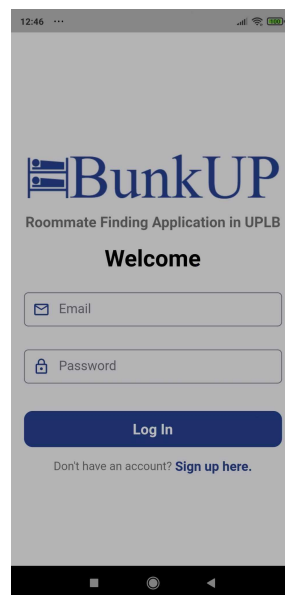 12:46 ...
100
BunkUP
Roommate Finding Application in UPLB
Welcome
Email
Password
Log In
Don't have an account? Sign up here.